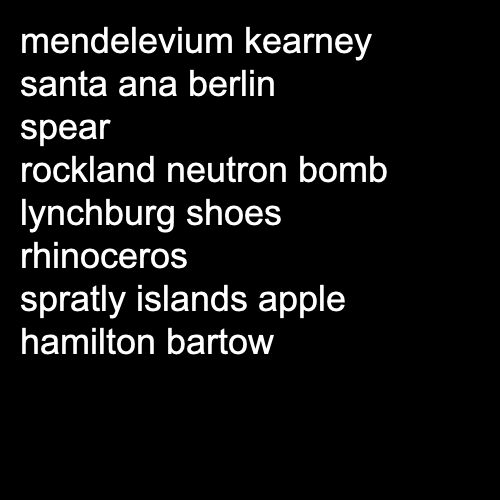 mendelevium kearney
santa ana berlin
spear
rockland neutron bomb
lynchburg shoes
rhinoceros
spratly islands apple
hamilton bartow